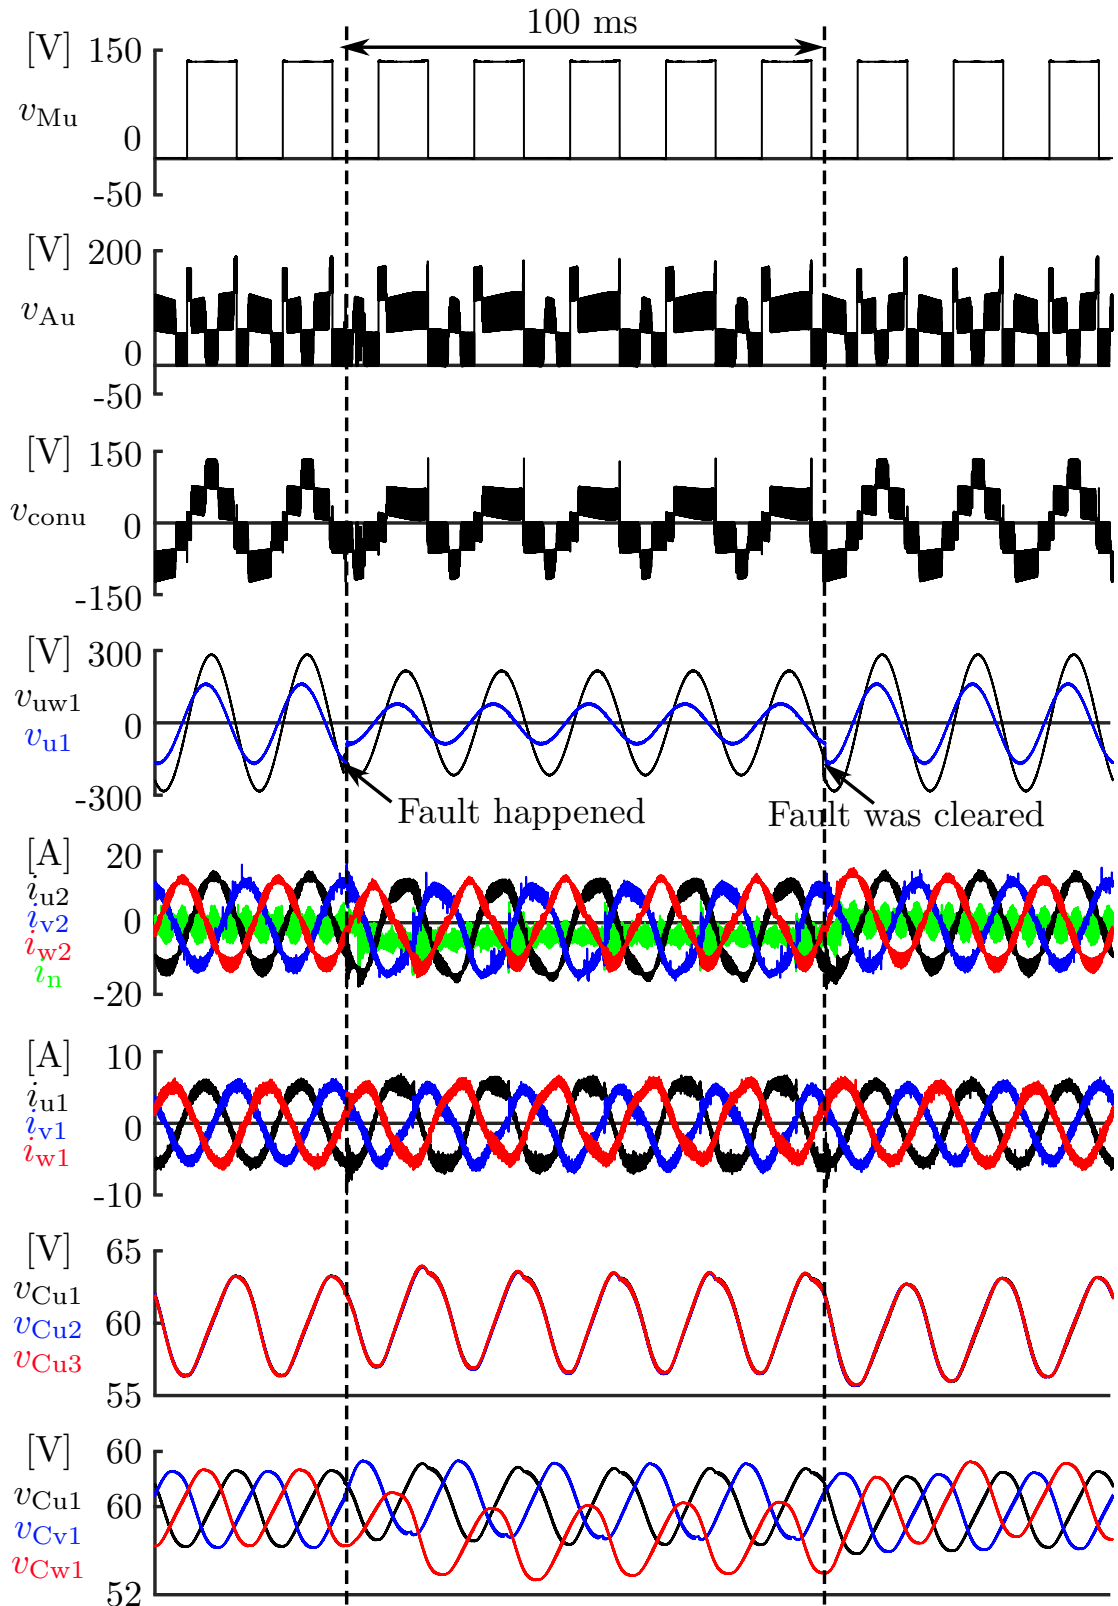 100 ms
[V] 150
vMu
0
-50
[V] 200
vAu
0
-50
[V] 150
vconu 0
-150
[V] 300
vuw1
vu1 0
-300
Fault happened
Fault was cleared
[A] 20
iu2
iv2 0
iw2
in
-20
[A] 10
iu1
iv1 0
iw1
-10
[V] 65
vCu1
vCu2 60
vCu3
55
[V] 60
vCu1 60
vCv1
vCw1
52